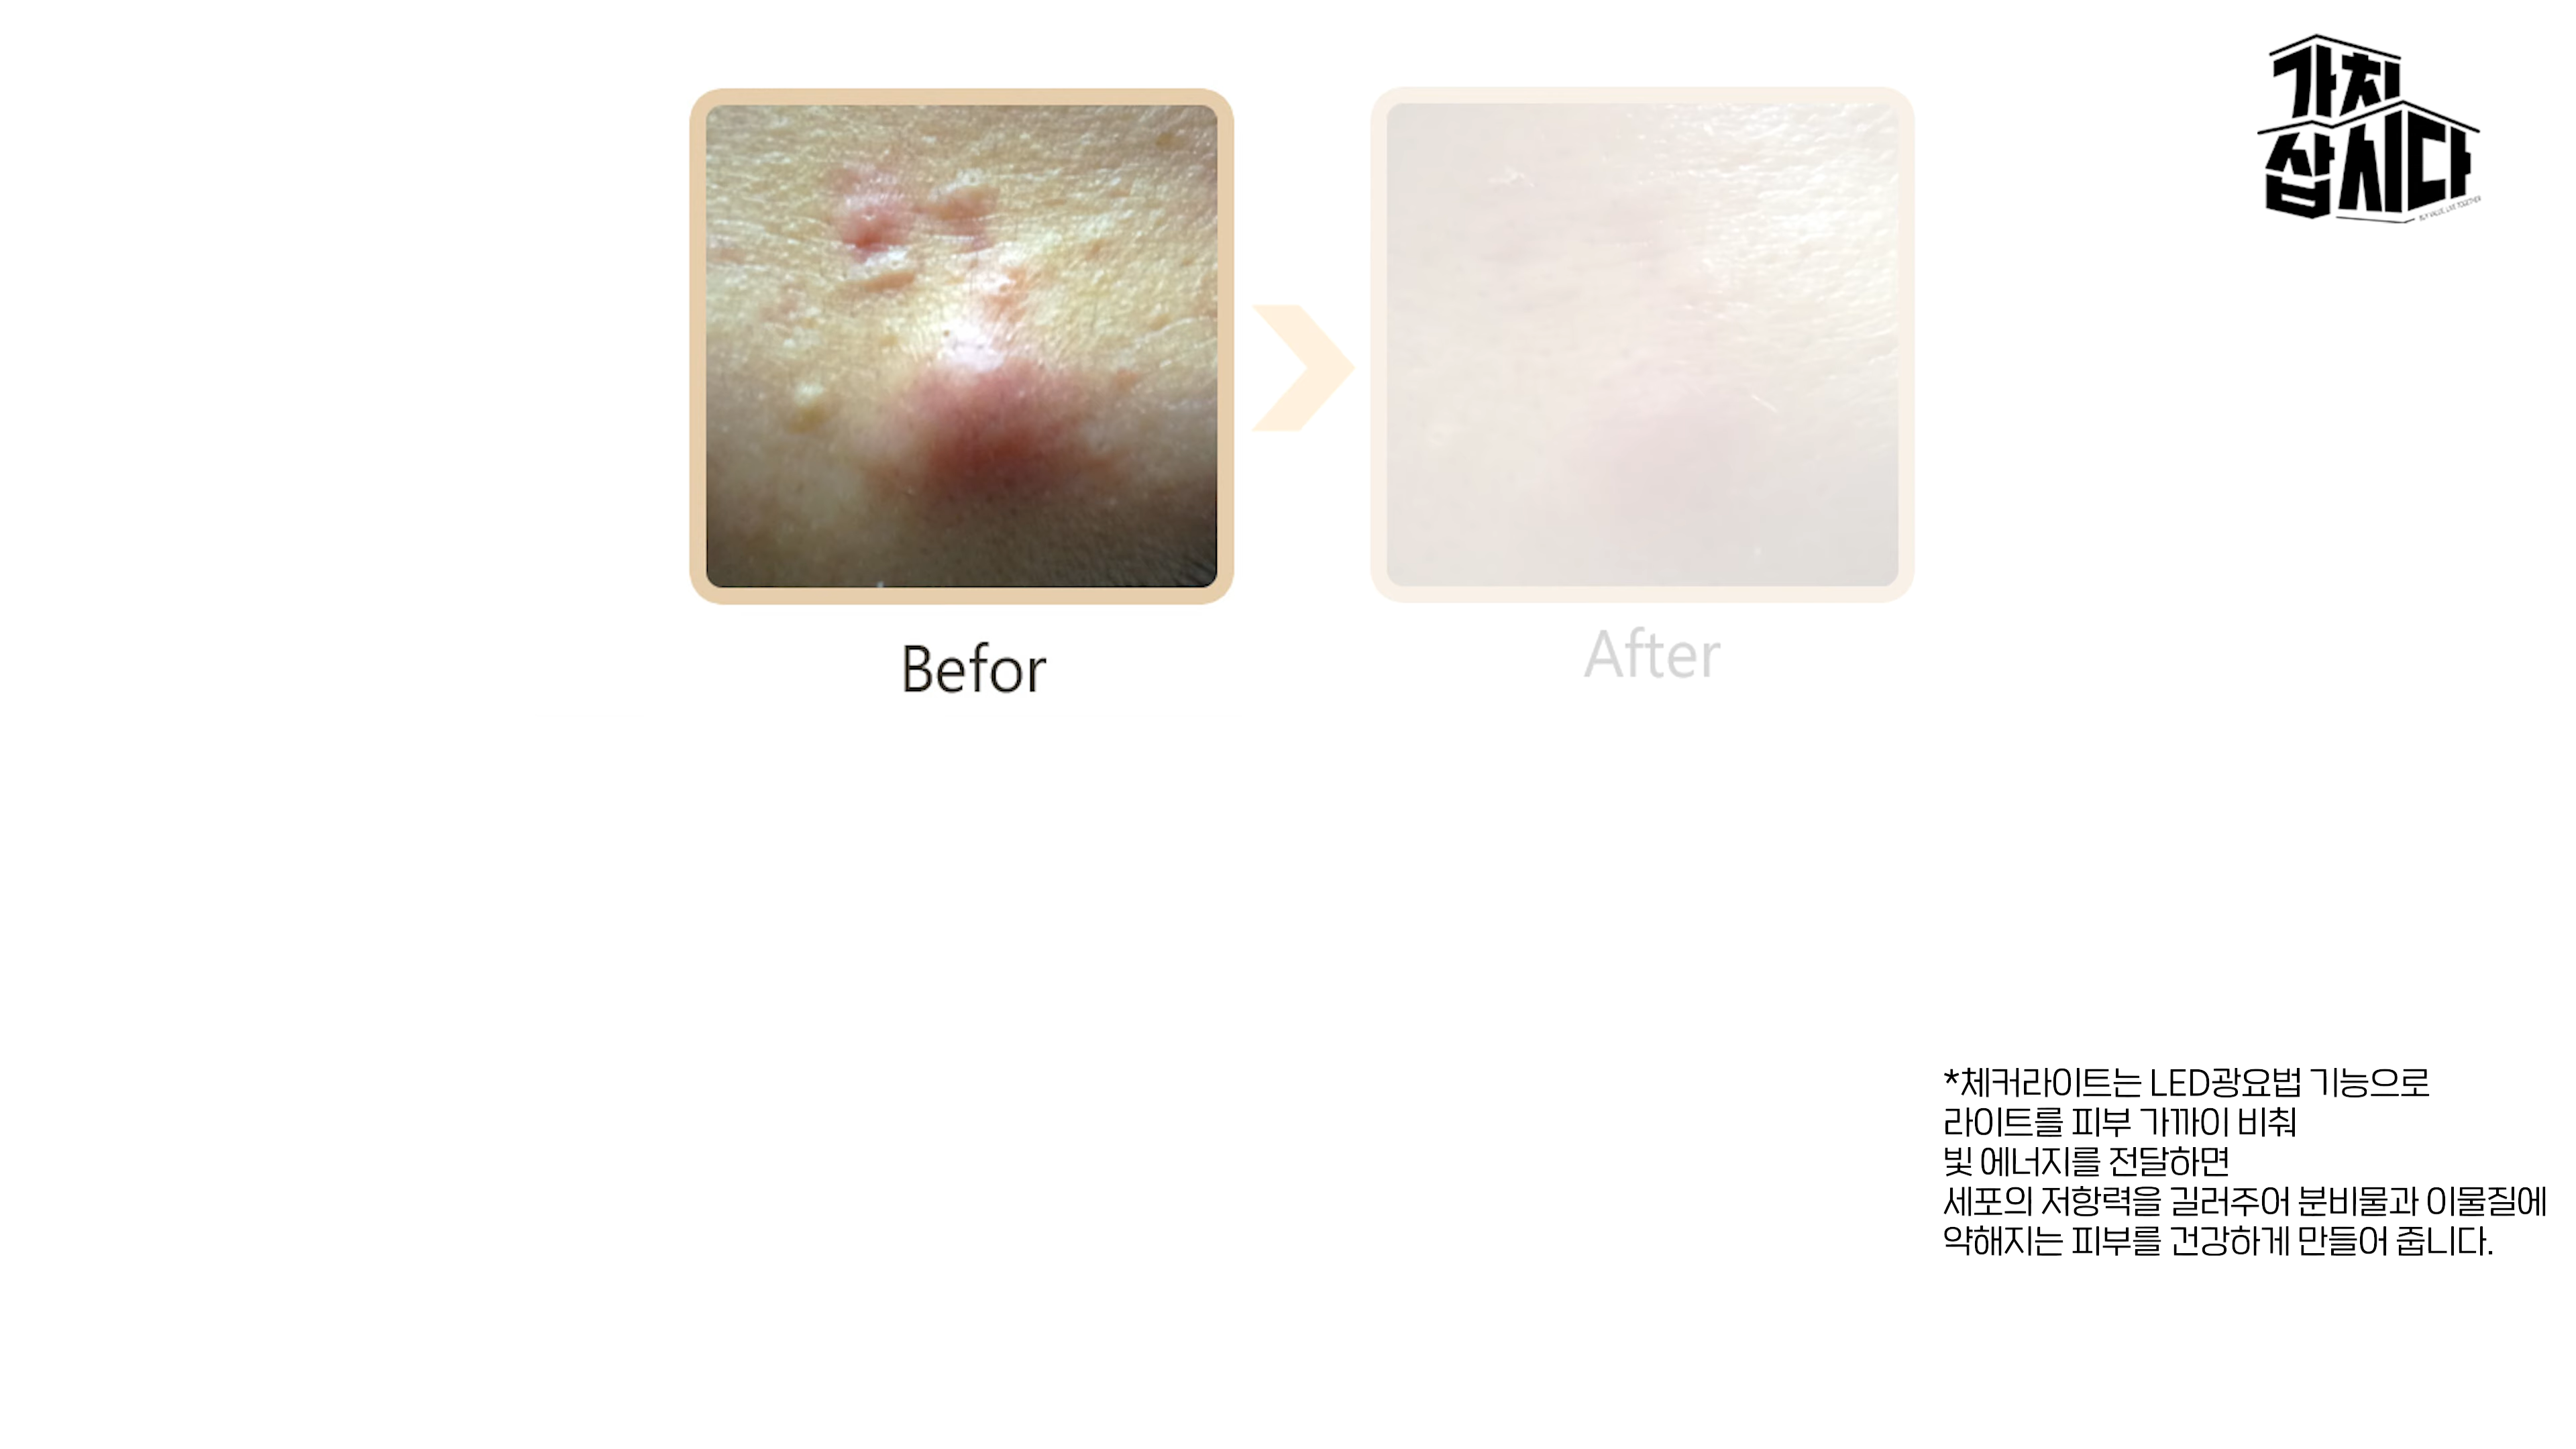 가치
삽시다
BUY VALUE, LIVE TOGETHER
Befor
After
*체커라이트는 LED광요법 기능으로
라이트를 피부 가까이 비춰
빛 에너지를 전달하면
세포의 저항력을 길러주어 분비물과 이물질에
약해지는 피부를 건강하게 만들어 줍니다.